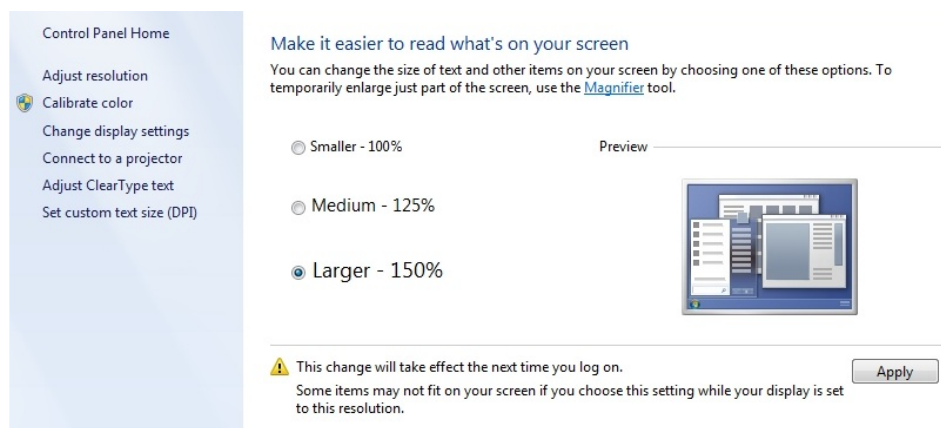 Control Panel Home
Adjust resolution
Calibrate color
Change display settings
Connect to a projector
Adjust ClearType text
Set custom text size (DPI)
Make it easier to read what's on your screen
You can change the size of text and other items on your screen by choosing one of these options. To
temporarily enlarge just part of the screen, use the Magnifier tool.
Smaller - 100%
Preview
Medium - 125%
Larger - 150%
This change will take effect the next time you log on.
Apply
Some items may not fit on your screen if you choose this setting while your display is set
to this resolution.